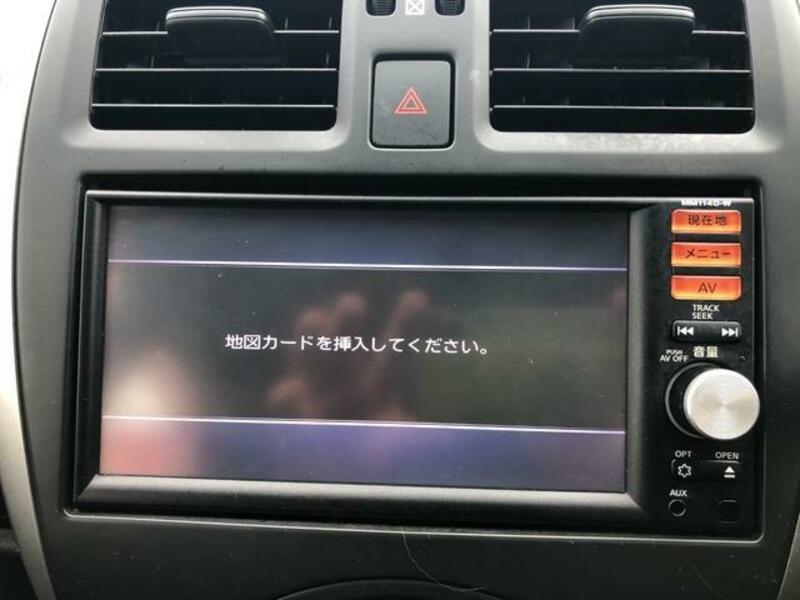 MM114D-W
現在地
メニュー
AV
TRACK
SEEK
PUSH
AV OFF
音量
地図カードを挿入してください。
OPT
OPEN
AUX